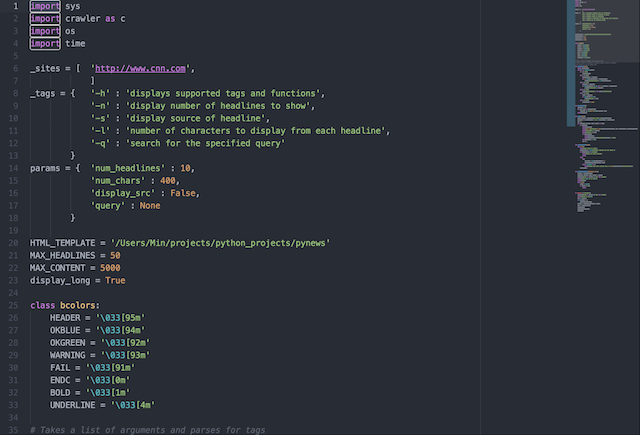 1 import sys
2 import crawler as c
3 import os
4 import time
5
6 _sites = [  'http://www.cnn.com',
7             ]
8 _tags = {   '-h' : 'displays supported tags and functions',
9             '-n' : 'display number of headlines to show',
10            '-s' : 'display source of headline',
11            '-l' : 'number of characters to display from each headline',
12            '-q' : 'search for the specified query'
13        }
14 params = {  'num_headlines' : 10,
15            'num_chars' : 400,
16            'display_src' : False,
17            'query' : None
18        }
19
20 HTML_TEMPLATE = '/Users/Min/projects/python_projects/pynews'
21 MAX_HEADLINES = 50
22 MAX_CONTENT = 5000
23 display_long = True
24
25 class bcolors:
26     HEADER = '\033[95m'
27     OKBLUE = '\033[94m'
28     OKGREEN = '\033[92m'
29     WARNING = '\033[93m'
30     FAIL = '\033[91m'
31     ENDC = '\033[0m'
32     BOLD = '\033[1m'
33     UNDERLINE = '\033[4m'
34
35 # Takes a list of arguments and parses for tags